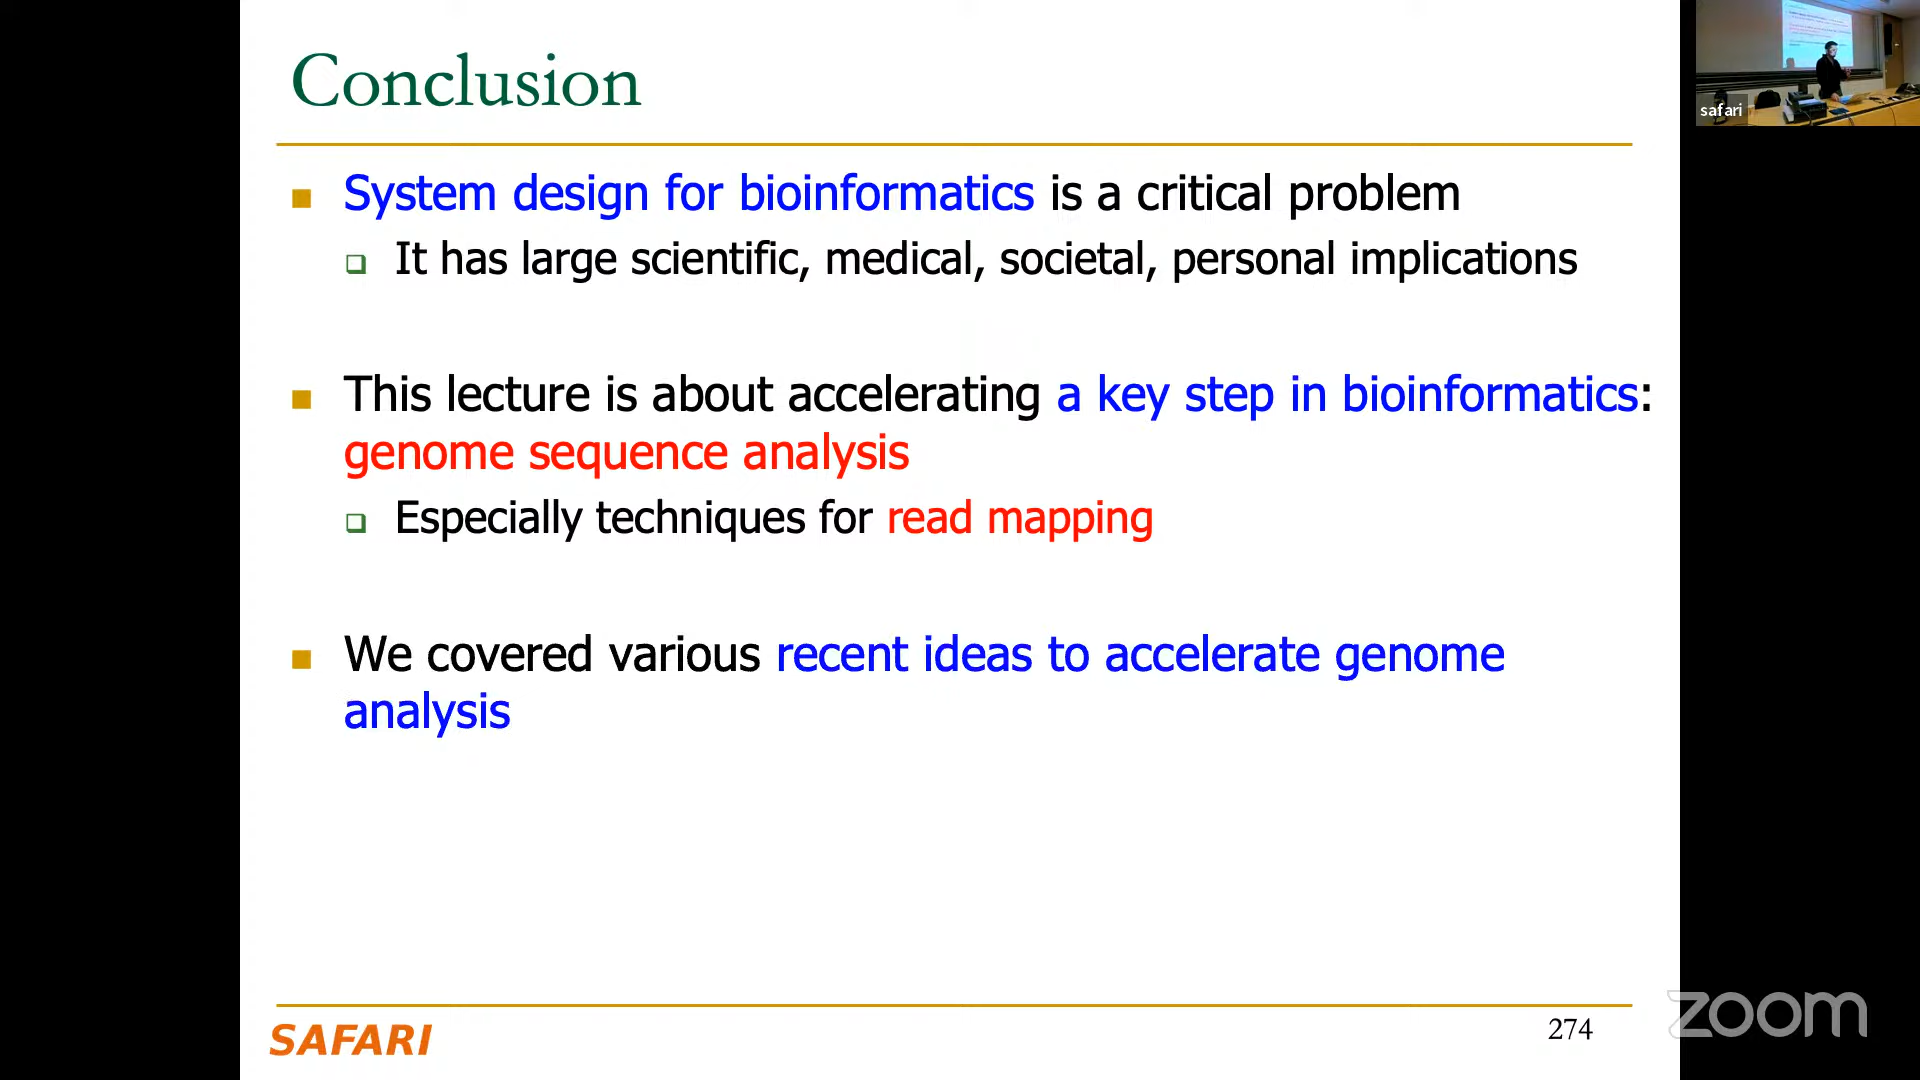 Conclusion
System design for bioinformatics is a critical problem
It has large scientific, medical, societal, personal implications
This lecture is about accelerating a key step in bioinformatics:
genome sequence analysis
Especially techniques for read mapping
We covered various recent ideas to accelerate genome
analysis
SAFARI
274
safari
zoom